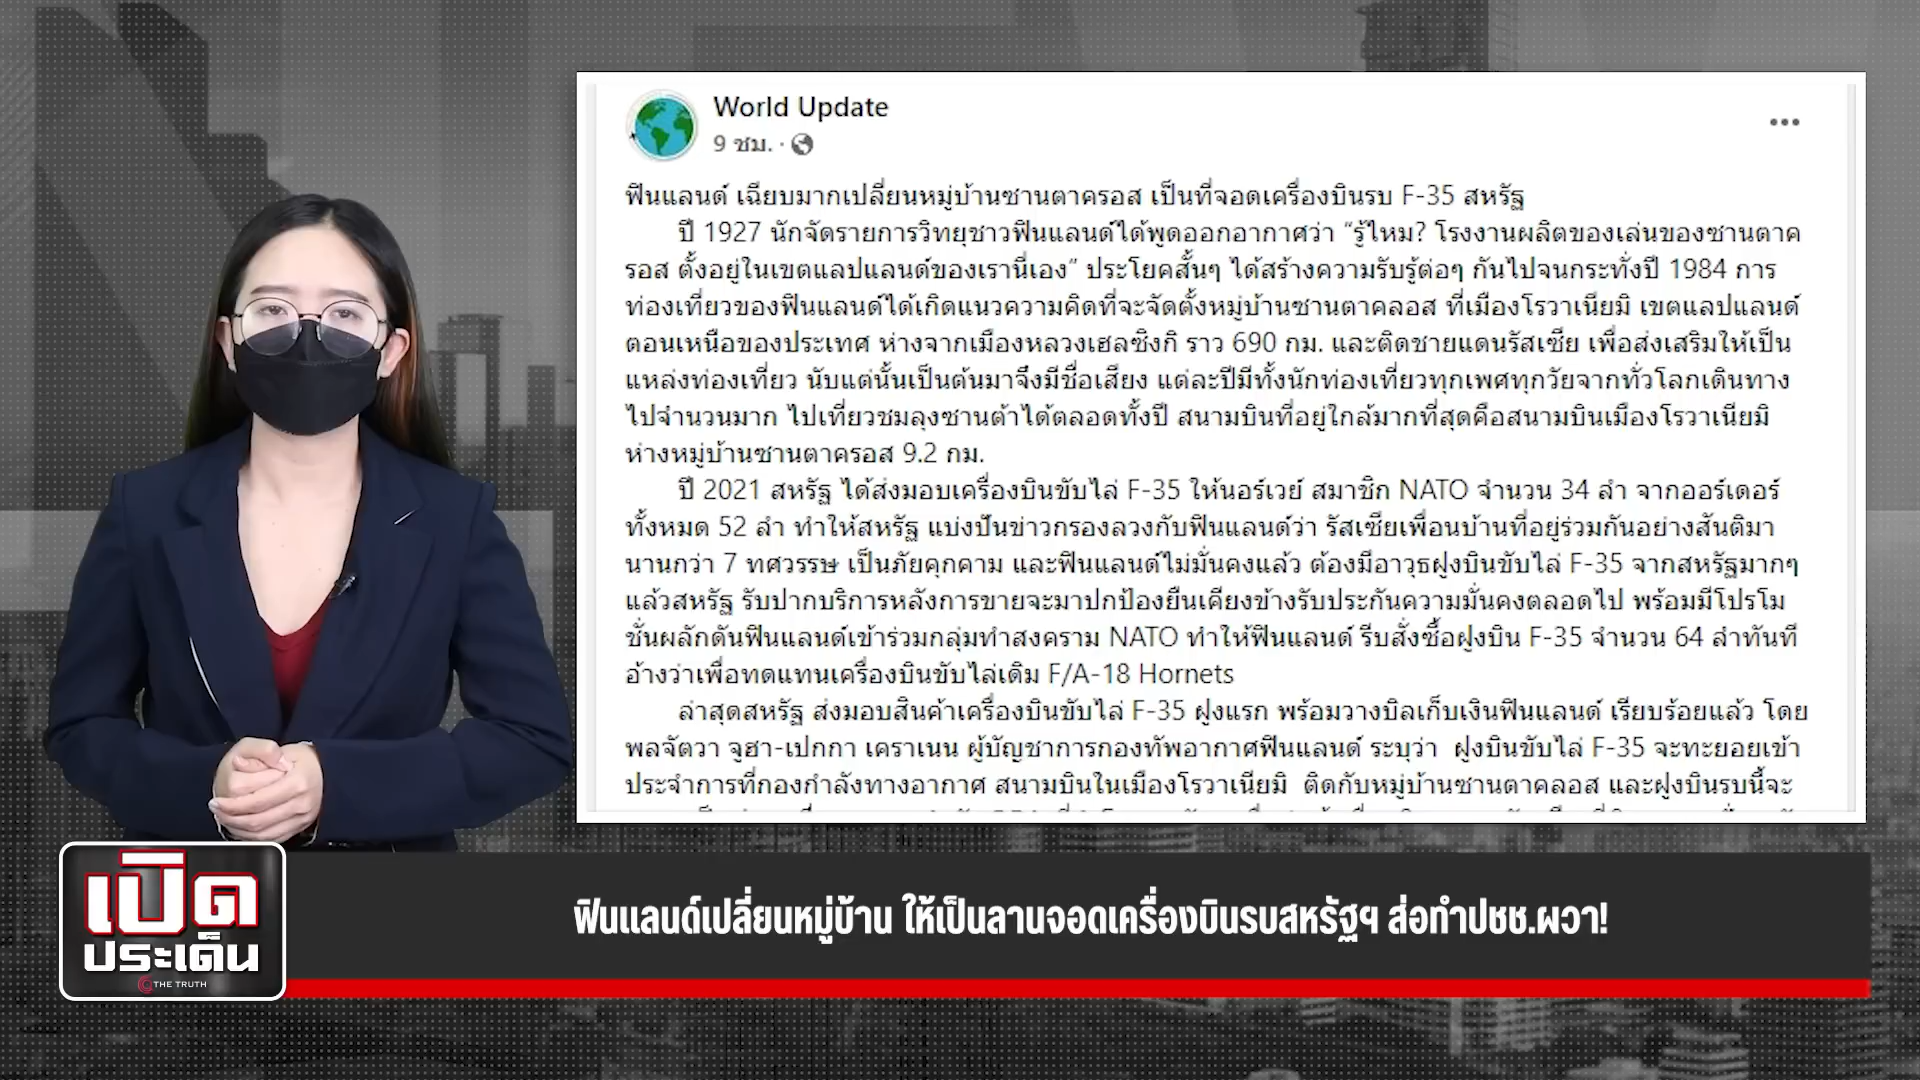 World Update
9 ชม.
ฟินแลนด์ เฉียบมากเปลี่ยนหมู่บ้านซานตาครอส เป็นที่จอดเครื่องบินรบ F-35 สหรัฐ
ปี 1927 นักจัดรายการวิทยุชาวฟินแลนด์ได้พูดออกอากาศว่า “รู้ไหม? โรงงานผลิตของเล่นของซานตาค
รอส ตั้งอยู่ในเขตแลปแลนด์ของเรานี่เอง” ประโยคสั้นๆ ได้สร้างความรับรู้ต่อๆ กันไปจนกระทั่งปี 1984 การ
ท่องเที่ยวของฟินแลนด์ได้เกิดแนวความคิดที่จะจัดตั้งหมู่บ้านซานตาคลอส ที่เมืองโรวาเนียมิ เขตแลปแลนด์
ตอนเหนือของประเทศ ห่างจากเมืองหลวงเฮลซิงกิ ราว 690 กม. และติดชายแดนรัสเซีย เพื่อส่งเสริมให้เป็น
แหล่งท่องเที่ยว นับแต่นั้นเป็นต้นมาจึงมีชื่อเสียง แต่ละปีมีทั้งนักท่องเที่ยวทุกเพศทุกวัยจากทั่วโลกเดินทาง
ไปจำนวนมาก ไปเที่ยวชมลุงซานต้าได้ตลอดทั้งปี สนามบินที่อยู่ใกล้มากที่สุดคือสนามบินเมืองโรวาเนียมิ
ห่างหมู่บ้านซานตาครอส 9.2 กม.
ปี 2021 สหรัฐ ได้ส่งมอบเครื่องบินขับไล่ F-35 ให้นอร์เวย์ สมาชิก NATO จำนวน 34 ลำ จากออร์เดอร์
ทั้งหมด 52 ลำ ทำให้สหรัฐ แบ่งปันข่าวกรองลวงกับฟินแลนด์ว่า รัสเซียเพื่อนบ้านที่อยู่ร่วมกันอย่างสันติมา
นานกว่า 7 ทศวรรษ เป็นภัยคุกคาม และฟินแลนด์ไม่มั่นคงแล้ว ต้องมีอาวุธฝูงบินขับไล่ F-35 จากสหรัฐมากๆ
แล้วสหรัฐ รับปากบริการหลังการขายจะมาปกป้องยืนเคียงข้างรับประกันความมั่นคงตลอดไป พร้อมมีโปรโม
ชั่นผลักดันฟินแลนด์เข้าร่วมกลุ่มทำสงคราม NATO ทำให้ฟินแลนด์ รีบสั่งซื้อฝูงบิน F-35 จำนวน 64 ลำทันที
อ้างว่าเพื่อทดแทนเครื่องบินขับไล่เดิม F/A-18 Hornets
ล่าสุดสหรัฐ ส่งมอบสินค้าเครื่องบินขับไล่ F-35 ฝูงแรก พร้อมวางบิลเก็บเงินฟินแลนด์ เรียบร้อยแล้ว โดย
พลจัตวา จูฮา-เปกกา เคราเนน ผู้บัญชาการกองทัพอากาศฟินแลนด์ ระบุว่า ฝูงบินขับไล่ F-35 จะทะยอยเข้า
ประจำการที่กองกำลังทางอากาศ สนามบินในเมืองโรวาเนียมิ ติดกับหมู่บ้านซานตาคลอส และฝูงบินรบนี้จะ
ฟินแลนด์เปลี่ยนหมู่บ้าน ให้เป็นลานจอดเครื่องบินรบสหรัฐฯ ส่อทำปชช.ผวา!
เปิด
ประเด็น
THE TRUTH